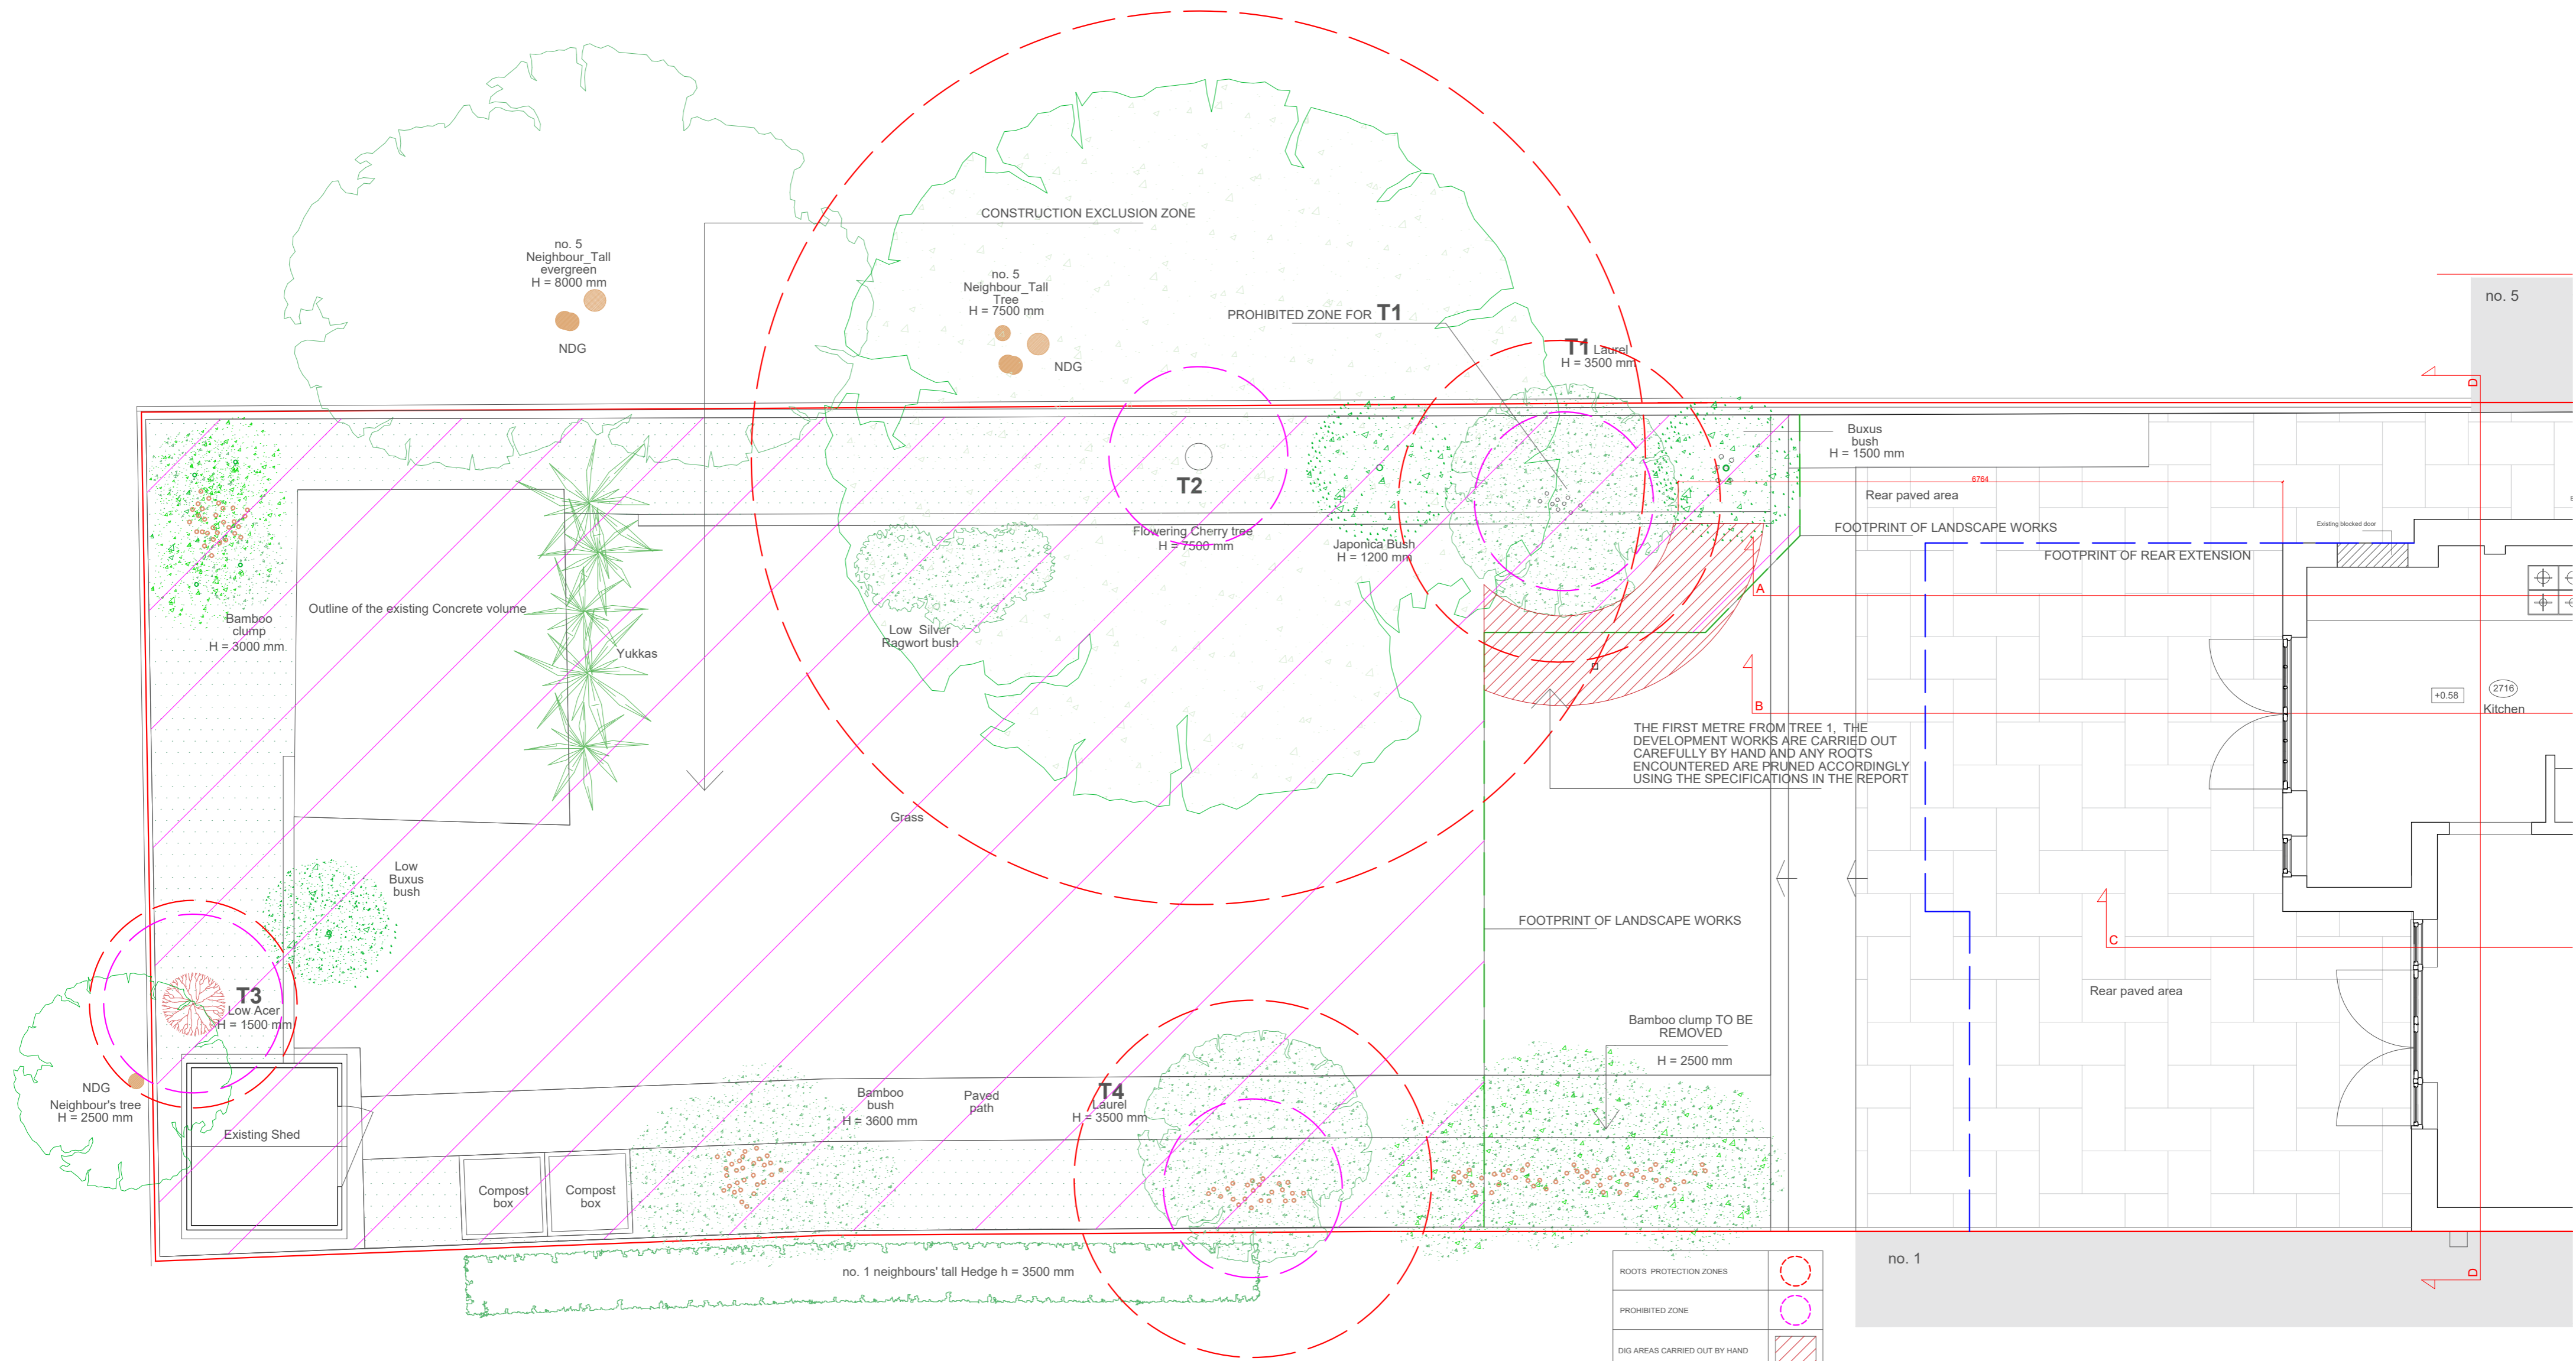 CONSTRUCTION EXCLUSION ZONE
no. 5
Neighbour_Tall
evergreen
H = 8000 mm
NDG
no. 5
Neighbour_Tall
Tree
H = 7500 mm
NDG
PROHIBITED ZONE FOR T1
T1 Laurel
H = 3500 mm
no. 5
D
Buxus
bush
H = 1500 mm
6764
Rear paved area
FOOTPRINT OF LANDSCAPE WORKS
Existing blocked door
FOOTPRINT OF REAR EXTENSION
T2
Flowering Cherry tree
H = 7500 mm
Japonica Bush
H = 1200 mm
A
Outline of the existing Concrete volume
Bamboo
clump
H = 3000 mm
Yukkas
Low Silver
Ragwort bush
+0.58
2716
Kitchen
B
THE FIRST METRE FROM TREE 1, THE
DEVELOPMENT WORKS ARE CARRIED OUT
CAREFULLY BY HAND AND ANY ROOTS
ENCOUNTERED ARE PRUNED ACCORDINGLY
USING THE SPECIFICATIONS IN THE REPORT
Grass
Low
Buxus
bush
FOOTPRINT OF LANDSCAPE WORKS
C
Rear paved area
T3
Low Acer
H = 1500 mm
Bamboo clump TO BE
REMOVED
H = 2500 mm
NDG
Neighbour's tree
H = 2500 mm
Existing Shed
Bamboo
bush
H = 3600 mm
Paved
path
T4
Laurel
H = 3500 mm
Compost
box
Compost
box
no. 1 neighbours' tall Hedge h = 3500 mm
no. 1
D
ROOTS PROTECTION ZONES
PROHIBITED ZONE
DIG AREAS CARRIED OUT BY HAND